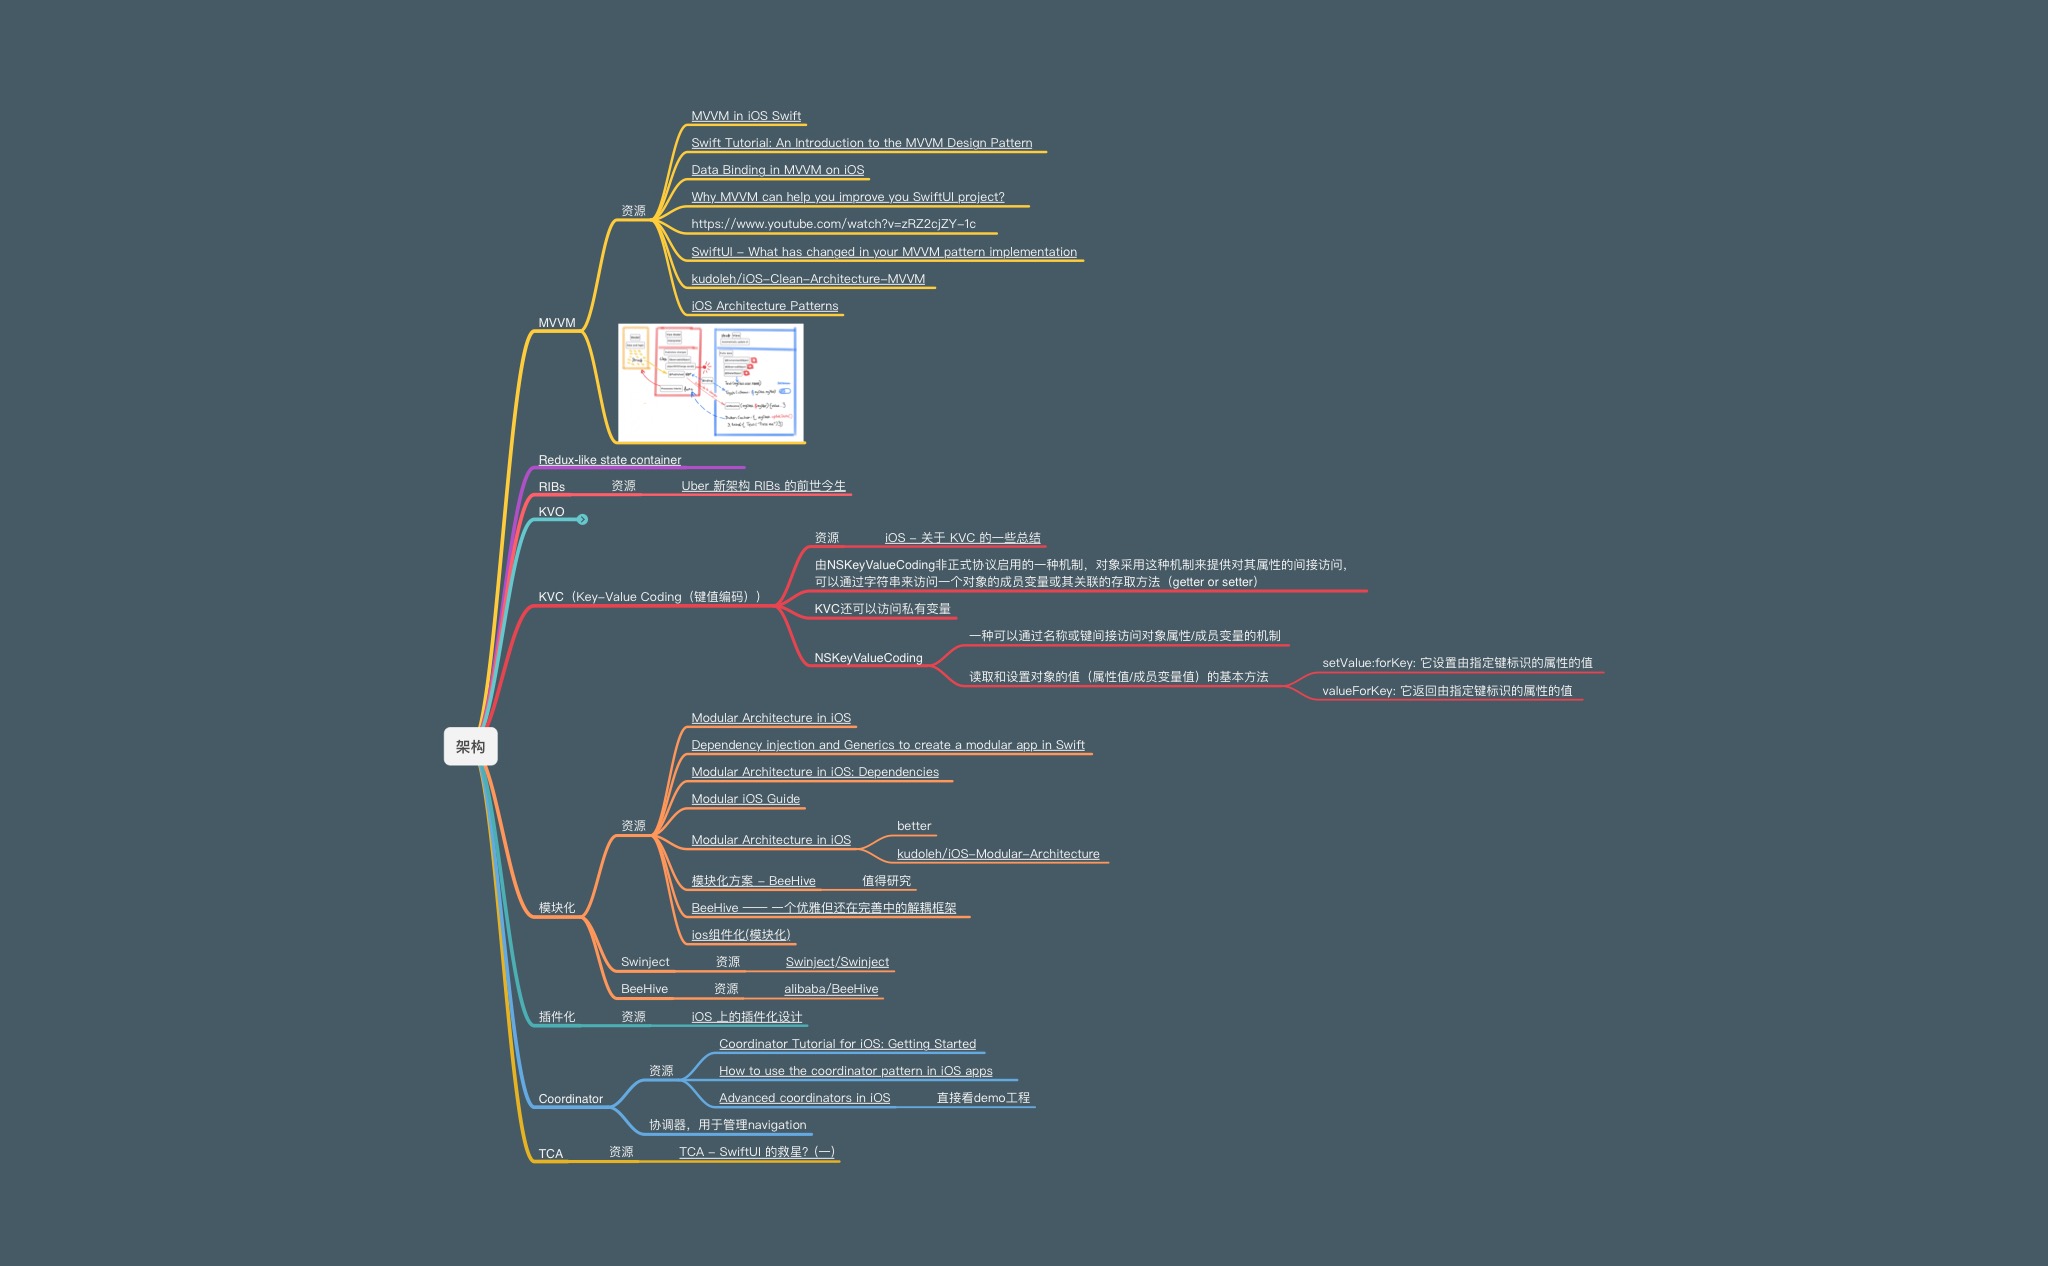 MVVM in iOS Swift
Swift Tutorial: An Introduction to the MVVM Design Pattern
Data Binding in MVVM on iOS
Why MVVM can help you improve you SwiftUI project?
资源
https://www.youtube.com/watch?v=zRZ2cjZY-1c
SwiftUI - What has changed in your MVVM pattern implementation
kudoleh/iOS-Clean-Architecture-MVVM
iOS Architecture Patterns
MVVM
Redux-like state container
RIBs 资源 Uber 新架构 RIBs 的前世今生
KVO
资源 iOS - 关于 KVC 的一些总结
由NSKeyValueCoding非正式协议启用的一种机制，对象采用这种机制来提供对其属性的间接访问，
可以通过字符串来访问一个对象的成员变量或其关联的存取方法（getter or setter）
KVC（Key-Value Coding（键值编码））
KVC还可以访问私有变量
一种可以通过名称或键间接访问对象属性/成员变量的机制
NSKeyValueCoding
读取和设置对象的值（属性值/成员变量值）的基本方法
setValue:forKey: 它设置由指定键标识的属性的值
valueForKey: 它返回由指定键标识的属性的值
架构
Modular Architecture in iOS
Dependency injection and Generics to create a modular app in Swift
Modular Architecture in iOS: Dependencies
Modular iOS Guide
资源
Modular Architecture in iOS
better
kudoleh/iOS-Modular-Architecture
模块化方案 - BeeHive 值得研究
BeeHive —— 一个优雅但还在完善中的解耦框架
ios组件化(模块化)
模块化
Swinject 资源 Swinject/Swinject
BeeHive 资源 alibaba/BeeHive
插件化 资源 iOS 上的插件化设计
Coordinator Tutorial for iOS: Getting Started
资源
How to use the coordinator pattern in iOS apps
Advanced coordinators in iOS 直接看demo工程
Coordinator
协调器，用于管理navigation
TCA 资源 TCA - SwiftUI 的救星？(一)